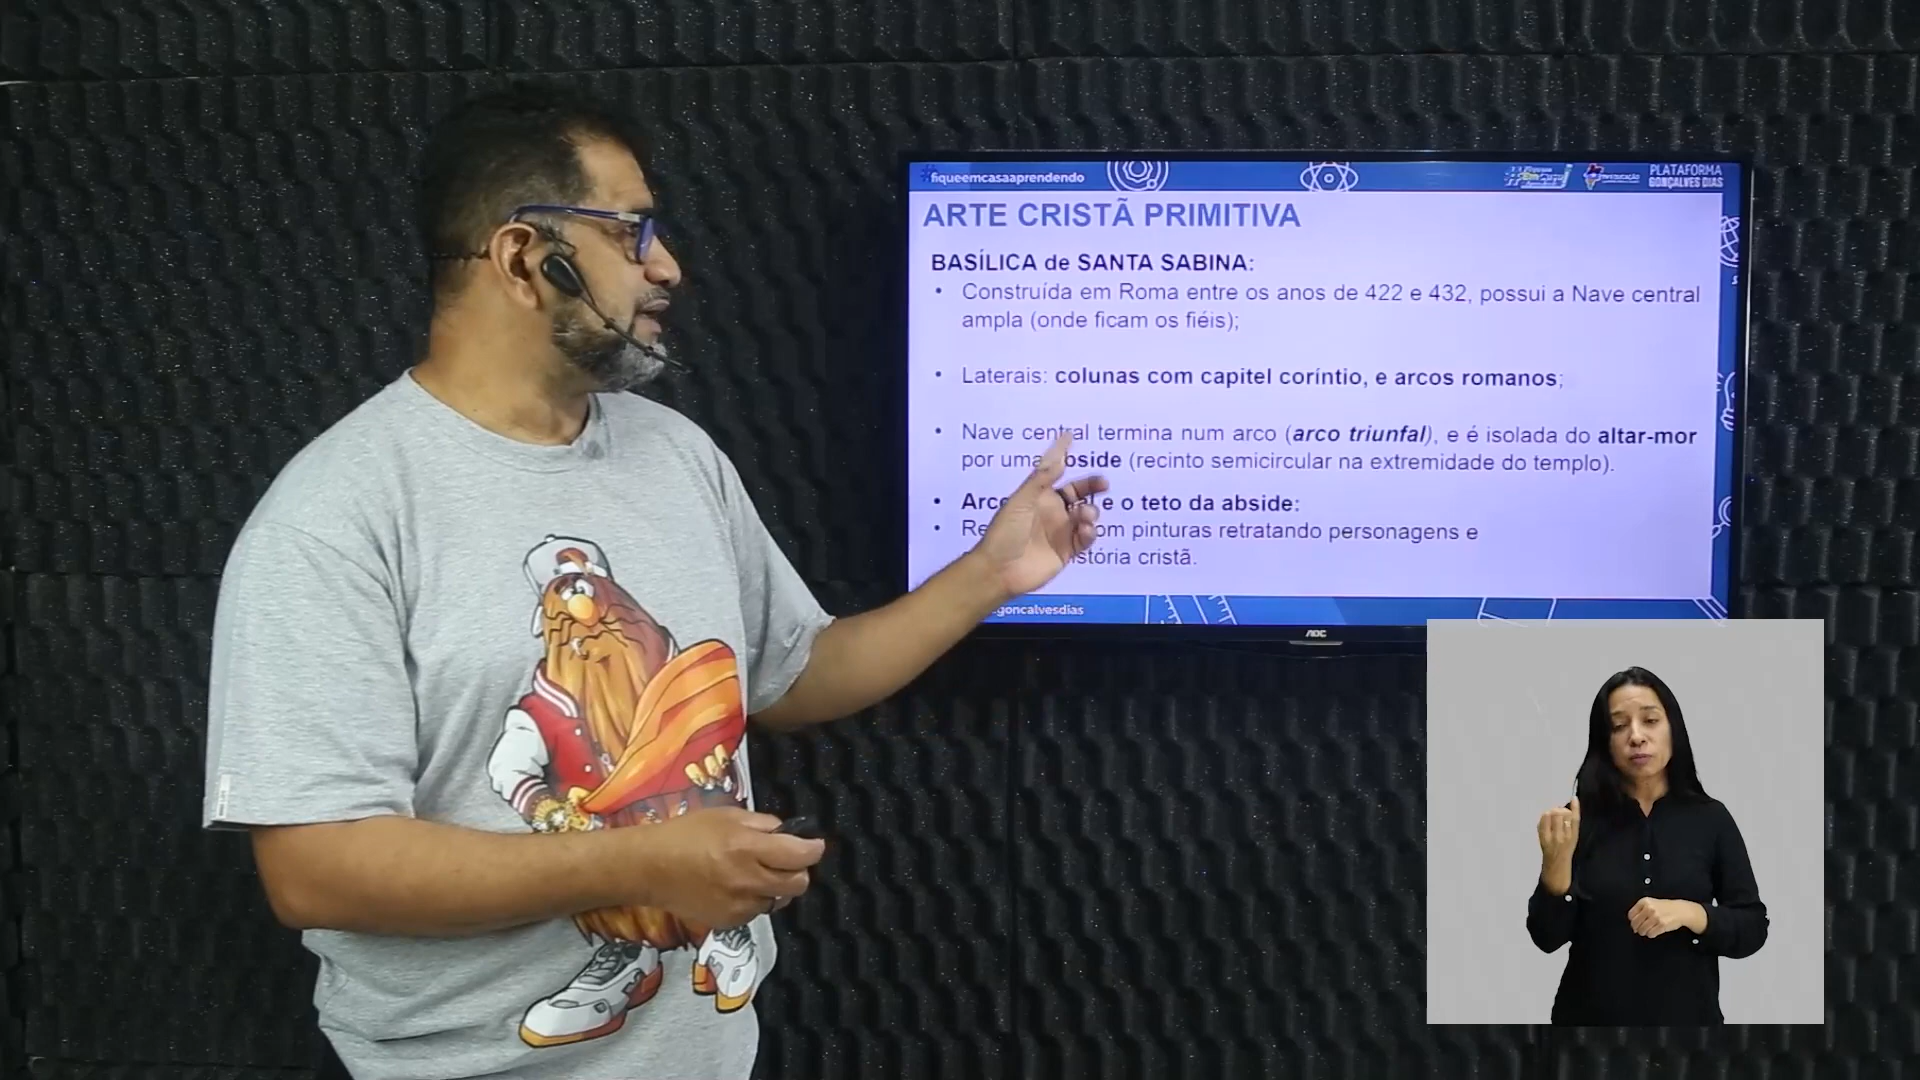 #fiqueemcasaaprendendo
PLATAFORMA
GONÇALVES DIAS
ARTE CRISTÃ PRIMITIVA
BASÍLICA de SANTA SABINA:
• Construída em Roma entre os anos de 422 e 432, possui a Nave central
ampla (onde ficam os fiéis);
• Laterais: colunas com capitel coríntio, e arcos romanos;
• Nave central termina num arco (arco triunfal), e é isolada do altar-mor
por uma (recinto semicircular na extremidade do templo).
• e o teto da abside:
• pinturas retratando personagens e
cristã.
goncalvesdias
AOC